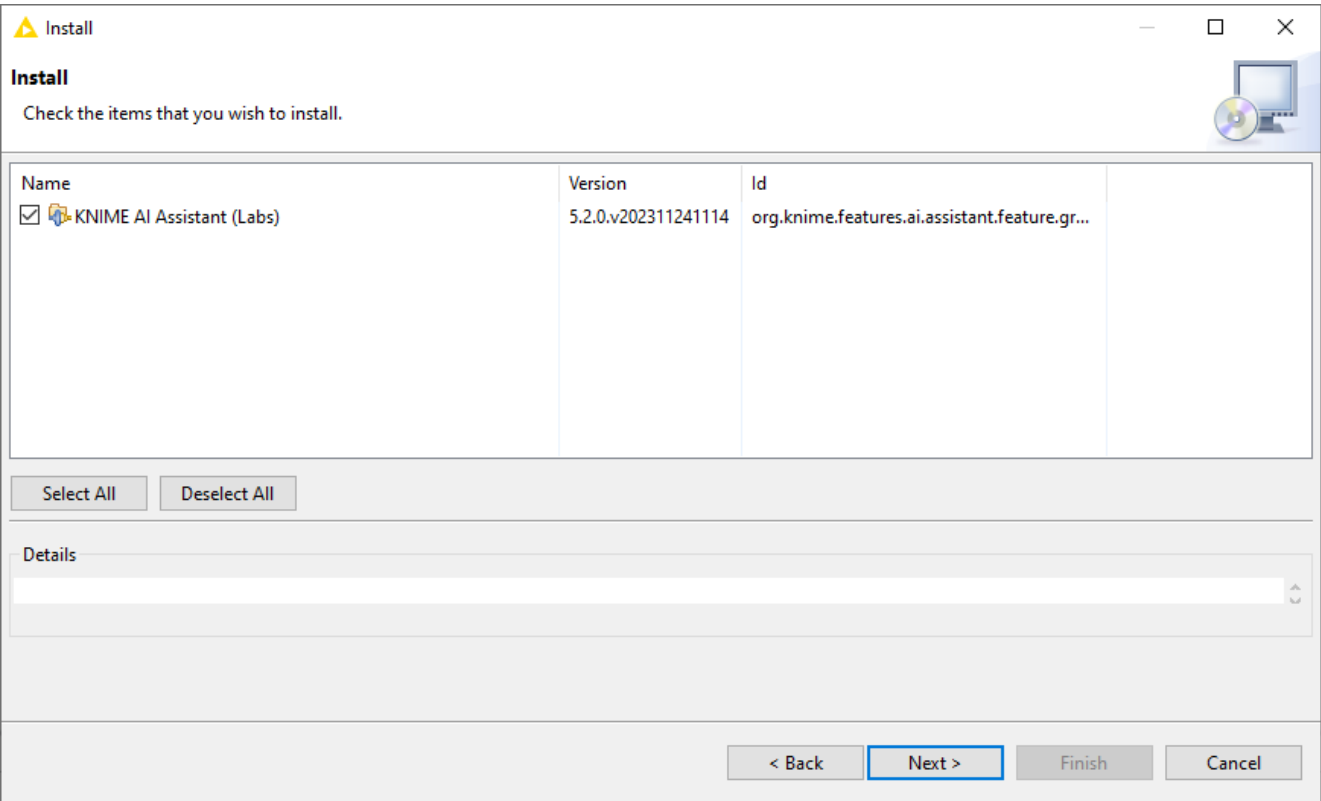 Install
Install
Check the items that you wish to install.
Name Version Id
KNIME AI Assistant (Labs) 5.2.0.v202311241114 org.knime.features.ai.assistant.feature.gr...
Select All Deselect All
Details
< Back Next > Finish Cancel